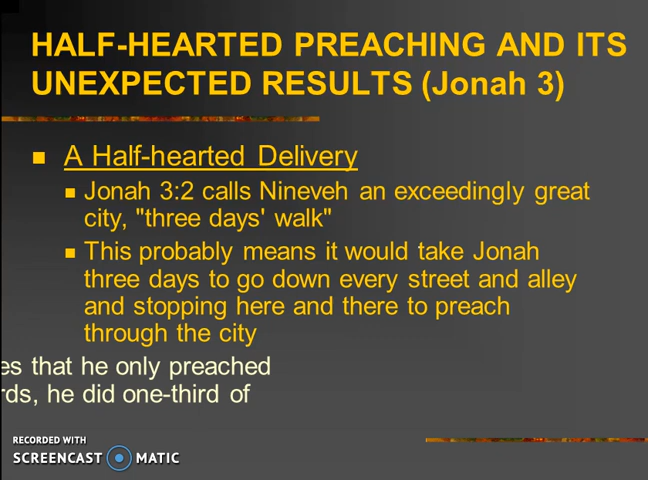 HALF-HEARTED PREACHING AND ITS
UNEXPECTED RESULTS (Jonah 3)
A Half-hearted Delivery
Jonah 3:2 calls Nineveh an exceedingly great
city, "three days' walk"
This probably means it would take Jonah
three days to go down every street and alley
and stopping here and there to preach
through the city
es that he only preached
rds, he did one-third of
RECORDED WITH
SCREENCAST MATIC